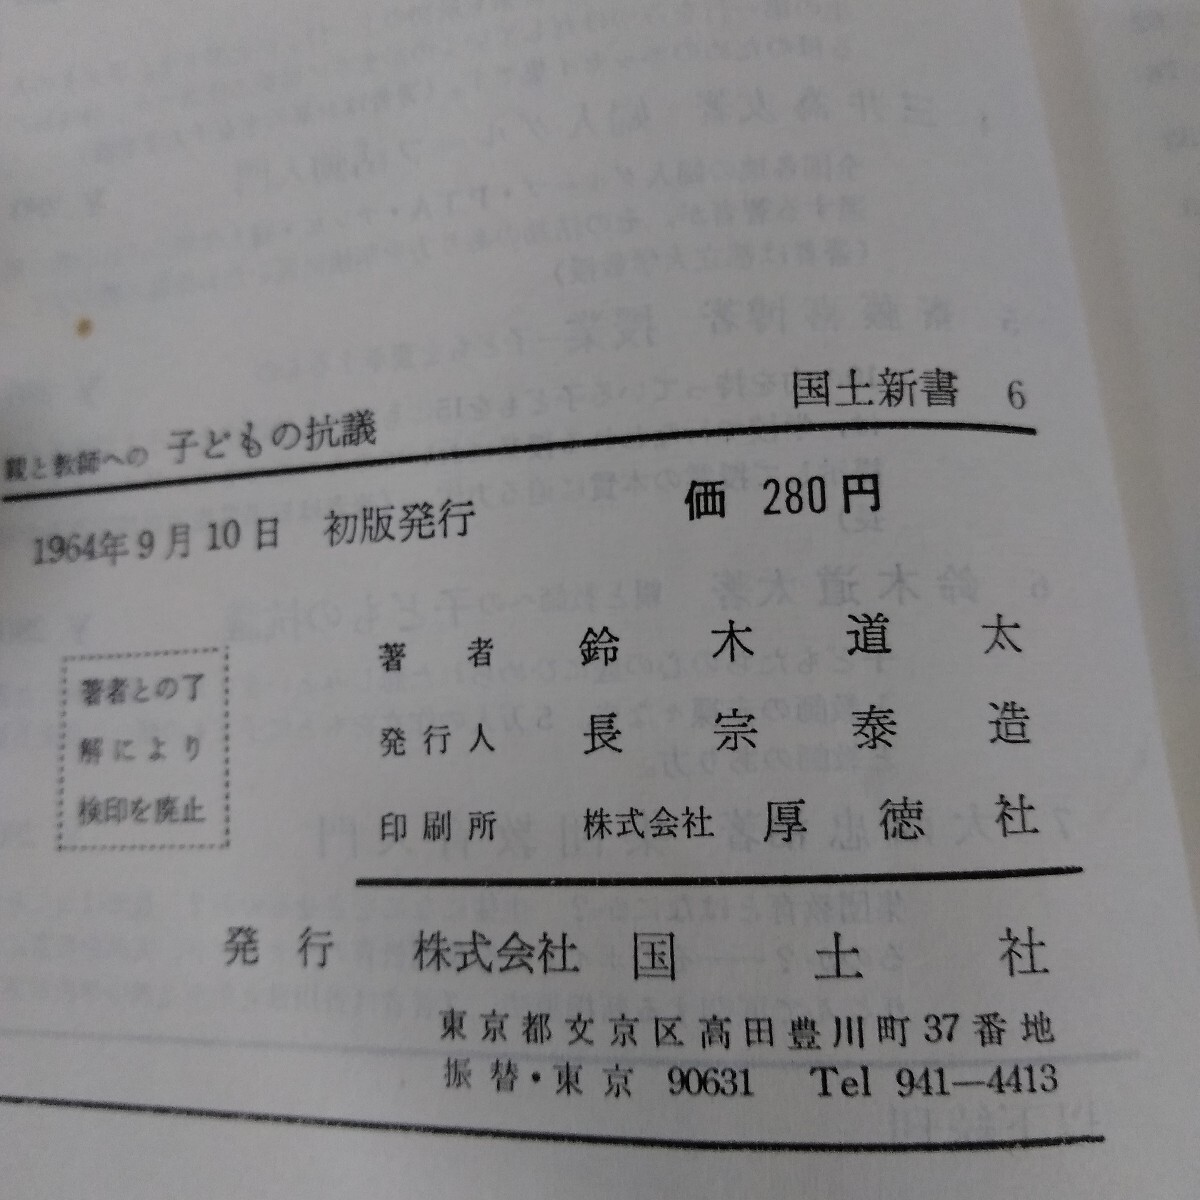 国土新書 6
親と教師への 子どもの抗議
価 280円
1964年9月10日 初版発行
著者 鈴木道太
発行人 長宗泰造
印刷所 株式会社 厚徳社
著者との了
解により
検印を廃止
発行 株式会社 国土社
東京都文京区高田豊川町37番地
振替・東京 90631 Tel 941—4413